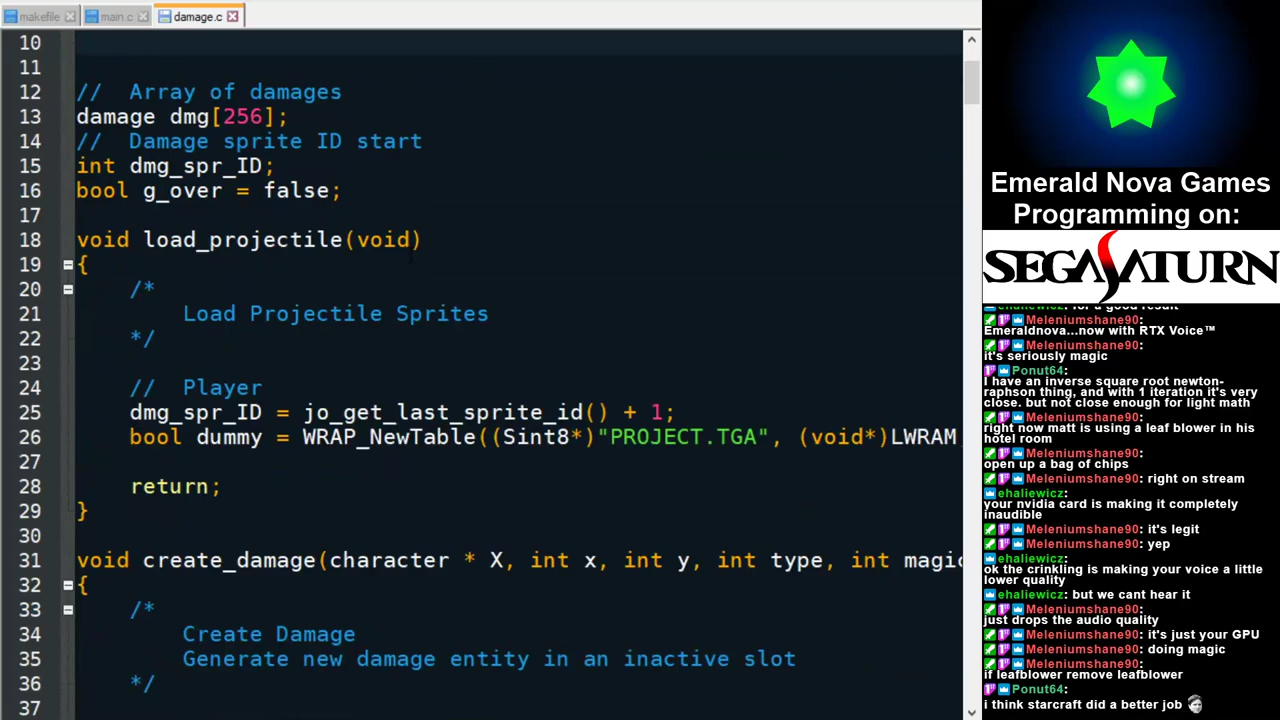 makefile
main.c
damage.c
10
11
12 // Array of damages
13 damage dmg[256];
14 // Damage sprite ID start
15 int dmg_spr_ID;
16 bool g_over = false;
17
18 void load_projectile(void)
19 {
20 /*
21 Load Projectile Sprites
22 */
23
24 // Player
25 dmg_spr_ID = jo_get_last_sprite_id() + 1;
26 bool dummy = WRAP_NewTable((Sint8*)"PROJECT.TGA", (void*)LWRAM
27
28 return;
29 }
30
31 void create_damage(character * X, int x, int y, int type, int magic
32 {
33 /*
34 Create Damage
35 Generate new damage entity in an inactive slot
36 */
37
Emerald Nova Games
Programming on:
SEGA SATURN
ehaliewicz: for a good result
Meleniumshane90:
Emeraldnova...now with RTX Voice™
Meleniumshane90:
it's seriously magic
Ponut64:
I have an inverse square root newton-
raphson thing, and with 1 iteration it's very
close. but not close enough for light math
Meleniumshane90:
right now matt is using a leaf blower in his
hotel room
Meleniumshane90:
open up a bag of chips
Meleniumshane90: right on stream
ehaliewicz:
your nvidia card is making it completely
inaudible
Meleniumshane90: it's legit
Meleniumshane90: yep
ehaliewicz:
ok the crinkling is making your voice a little
lower quality
ehaliewicz: but we cant hear it
Meleniumshane90:
just drops the audio quality
Meleniumshane90: it's just your GPU
Meleniumshane90: doing magic
Meleniumshane90:
if leafblower remove leafblower
Ponut64:
i think starcraft did a better job